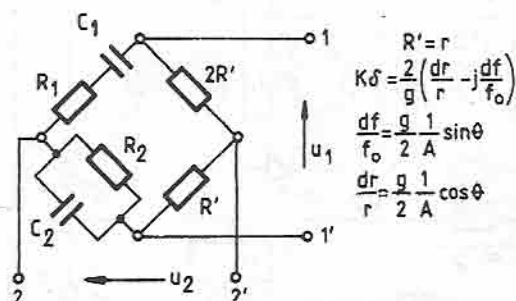 C₁
1
R₁
2R'
R₂
u₁
C₂
R'
1'
u₂
2
2'
R' = r
Kδ = 2/g (dr/r - j df/f₀)
df/f₀ = g/2 1/A sinθ
dr/r = g/2 1/A cosθ